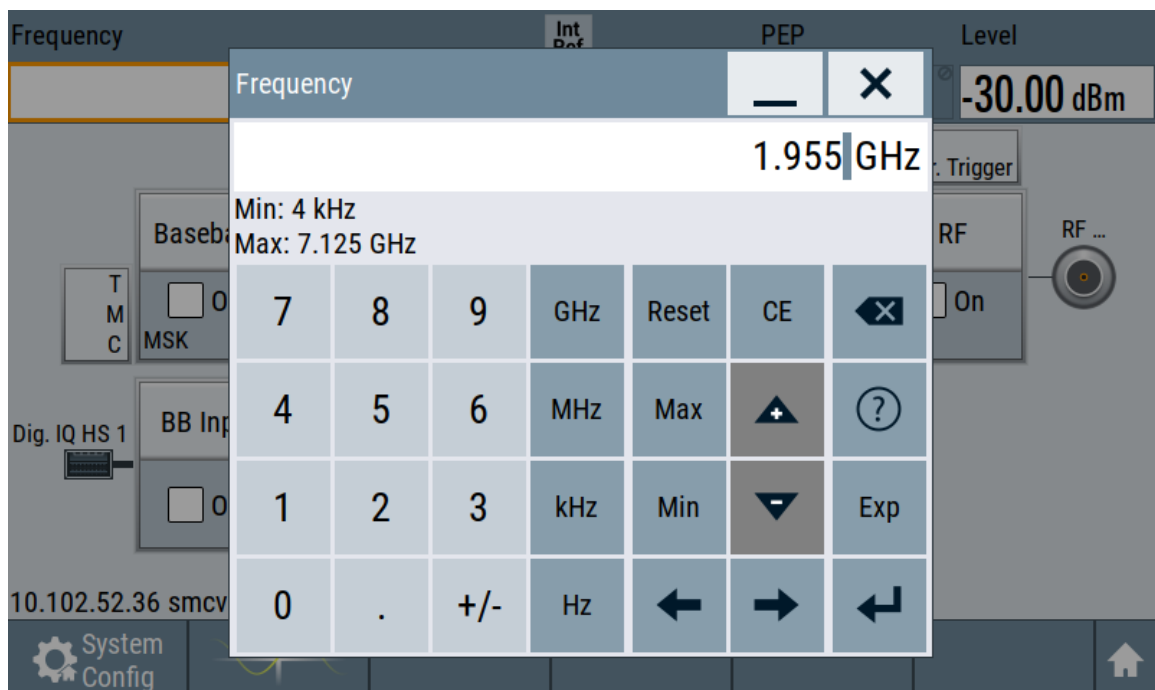 Frequency
Int
Ref
PEP
Level
Frequency
-30.00 dBm
1.955 GHz
. Trigger
Min: 4 kHz
Max: 7.125 GHz
RF
RF ...
T
M
C
MSK
On
7 8 9 GHz Reset CE
4 5 6 MHz Max + ?
Dig. IQ HS 1
1 2 3 kHz Min - Exp
0 . +/- Hz
10.102.52.36 smcv
System
Config